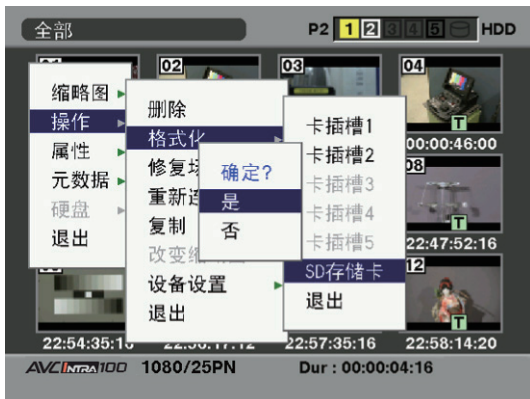 全部
P2 1 2 3 4 5 HDD
02
03
04
缩略图
操作
属性
元数据
硬盘
退出
删除
格式化
修复场
重新连
复制
改变缩
设备设置
退出
确定?
是
否
卡插槽1
卡插槽2
卡插槽3
卡插槽4
卡插槽5
SD存储卡
退出
T
00:00:46:00
08
T
22:47:52:16
12
T
22:54:35:16
22:57:35:16
22:58:14:20
AVC INTRA 100 1080/25PN Dur : 00:00:04:16